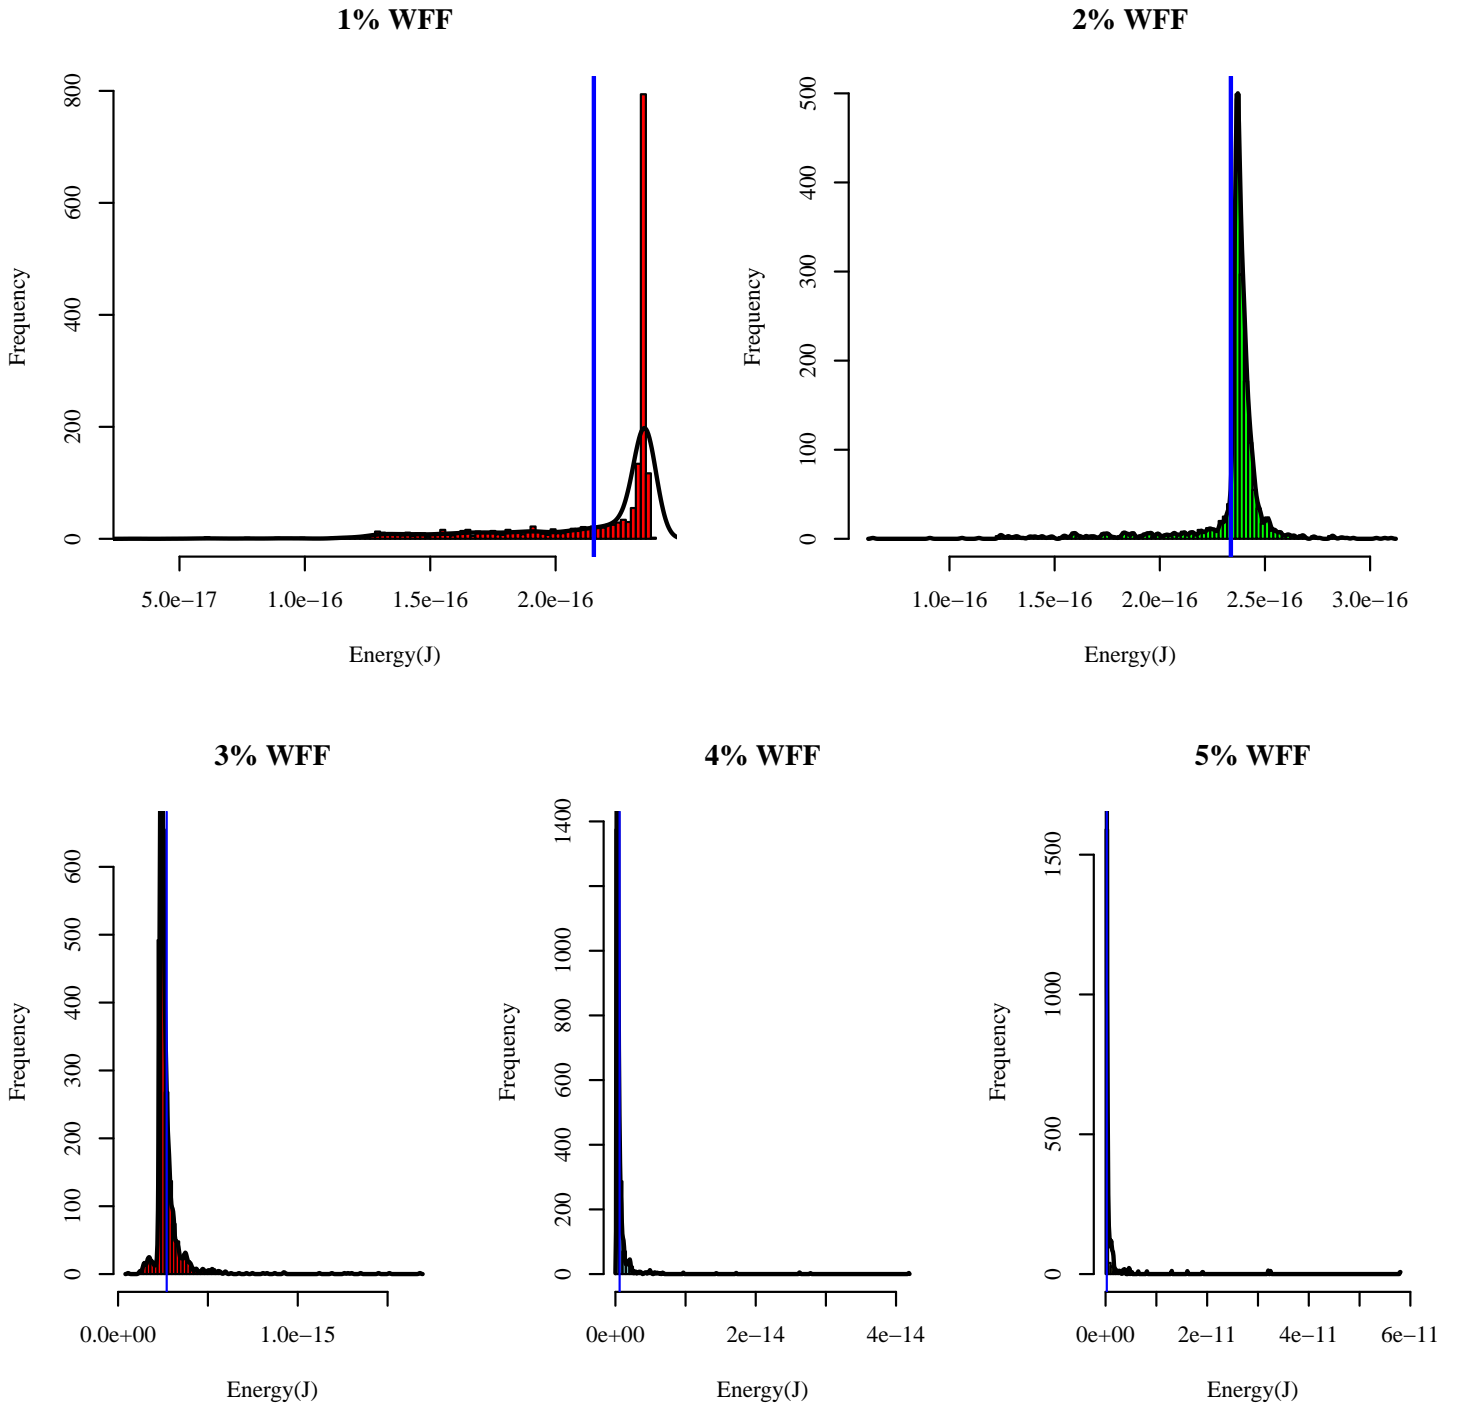 1% WFF
Frequency
800
600
400
200
0
5.0e−17 1.0e−16 1.5e−16 2.0e−16
Energy(J)
2% WFF
Frequency
500
400
300
200
100
0
1.0e−16 1.5e−16 2.0e−16 2.5e−16 3.0e−16
Energy(J)
3% WFF
Frequency
600
500
400
300
200
100
0
0.0e+00 1.0e−15
Energy(J)
4% WFF
Frequency
1400
1000
800
600
400
200
0
0e+00 2e−14 4e−14
Energy(J)
5% WFF
Frequency
1500
1000
500
0
0e+00 2e−11 4e−11 6e−11
Energy(J)